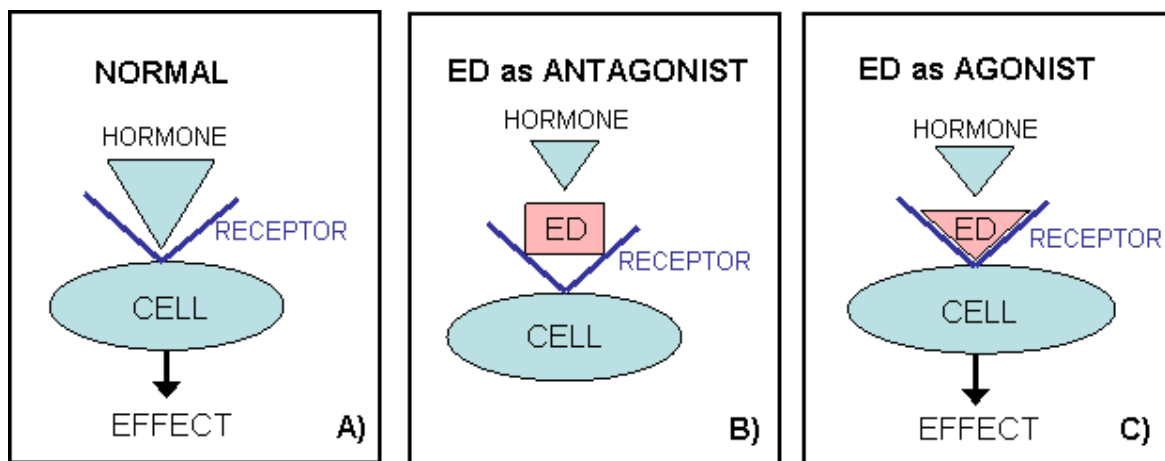 NORMAL
HORMONE
RECEPTOR
CELL
EFFECT
A)
ED as ANTAGONIST
HORMONE
ED
RECEPTOR
CELL
B)
ED as AGONIST
HORMONE
ED
RECEPTOR
CELL
EFFECT
C)